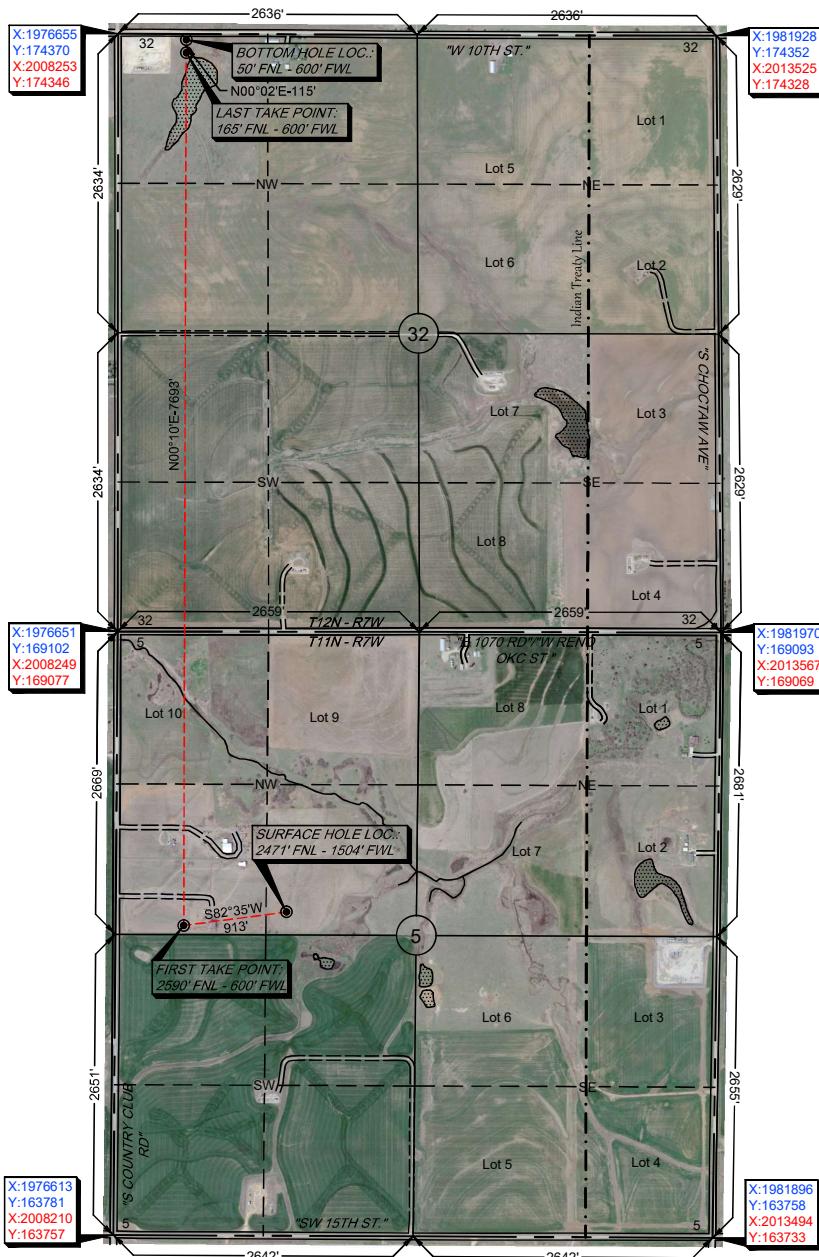 2636'
2636'
X:1976655
Y:174370
X:2008253
Y:174346
32
BOTTOM HOLE LOC.:
50' FNL - 600' FWL
"W 10TH ST."
32
X:1981928
Y:174352
X:2013525
Y:174328
N00°02'E-115'
LAST TAKE POINT:
165' FNL - 600' FWL
Lot 1
Lot 5
2634'
NW
NE
2629'
Lot 6
Indian Treaty Line
Lot 2
32
N00°10'E-7693'
Lot 7
Lot 3
"S CHOCTAW AVE"
2634'
SW
SE
2629'
Lot 8
Lot 4
32
2659'
T12N - R7W
2659'
32
X:1976651
Y:169102
X:2008249
Y:169077
5
T11N - R7W
"E 1070 RD"/"W RENO
OKC ST."
5
X:1981970
Y:169093
X:2013567
Y:169069
Lot 10
Lot 9
Lot 8
Lot 1
2669'
NW
NE
2681'
SURFACE HOLE LOC.:
2471' FNL - 1504' FWL
Lot 7
Lot 2
S82°35'W
913'
5
FIRST TAKE POINT:
2590' FNL - 600' FWL
Lot 6
Lot 3
2651'
SW
SE
2655'
"S COUNTRY CLUB
RD"
Lot 5
Lot 4
X:1976613
Y:163781
X:2008210
Y:163757
5
"SW 15TH ST."
5
X:1981896
Y:163758
X:2013494
Y:163733
2642'
2642'